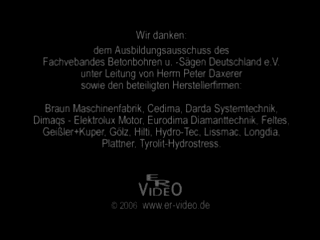 Wir danken:
dem Ausbildungsausschuss des
Fachverbandes Betonbohren u. -Sägen Deutschland e.V.
unter Leitung von Herrn Peter Daxerer
sowie den beteiligten Herstellerfirmen:
Braun Maschinenfabrik, Cedima, Darda Systemtechnik,
Dimaqs - Elektrolux Motor, Eurodima Diamanttechnik, Feltes,
Geißler+Kuper, Gölz, Hilti, Hydro-Tec, Lissmac, Longdia,
Plattner, Tyrolit-Hydrostress.
ER
VIDEO
© 2006 www.er-video.de